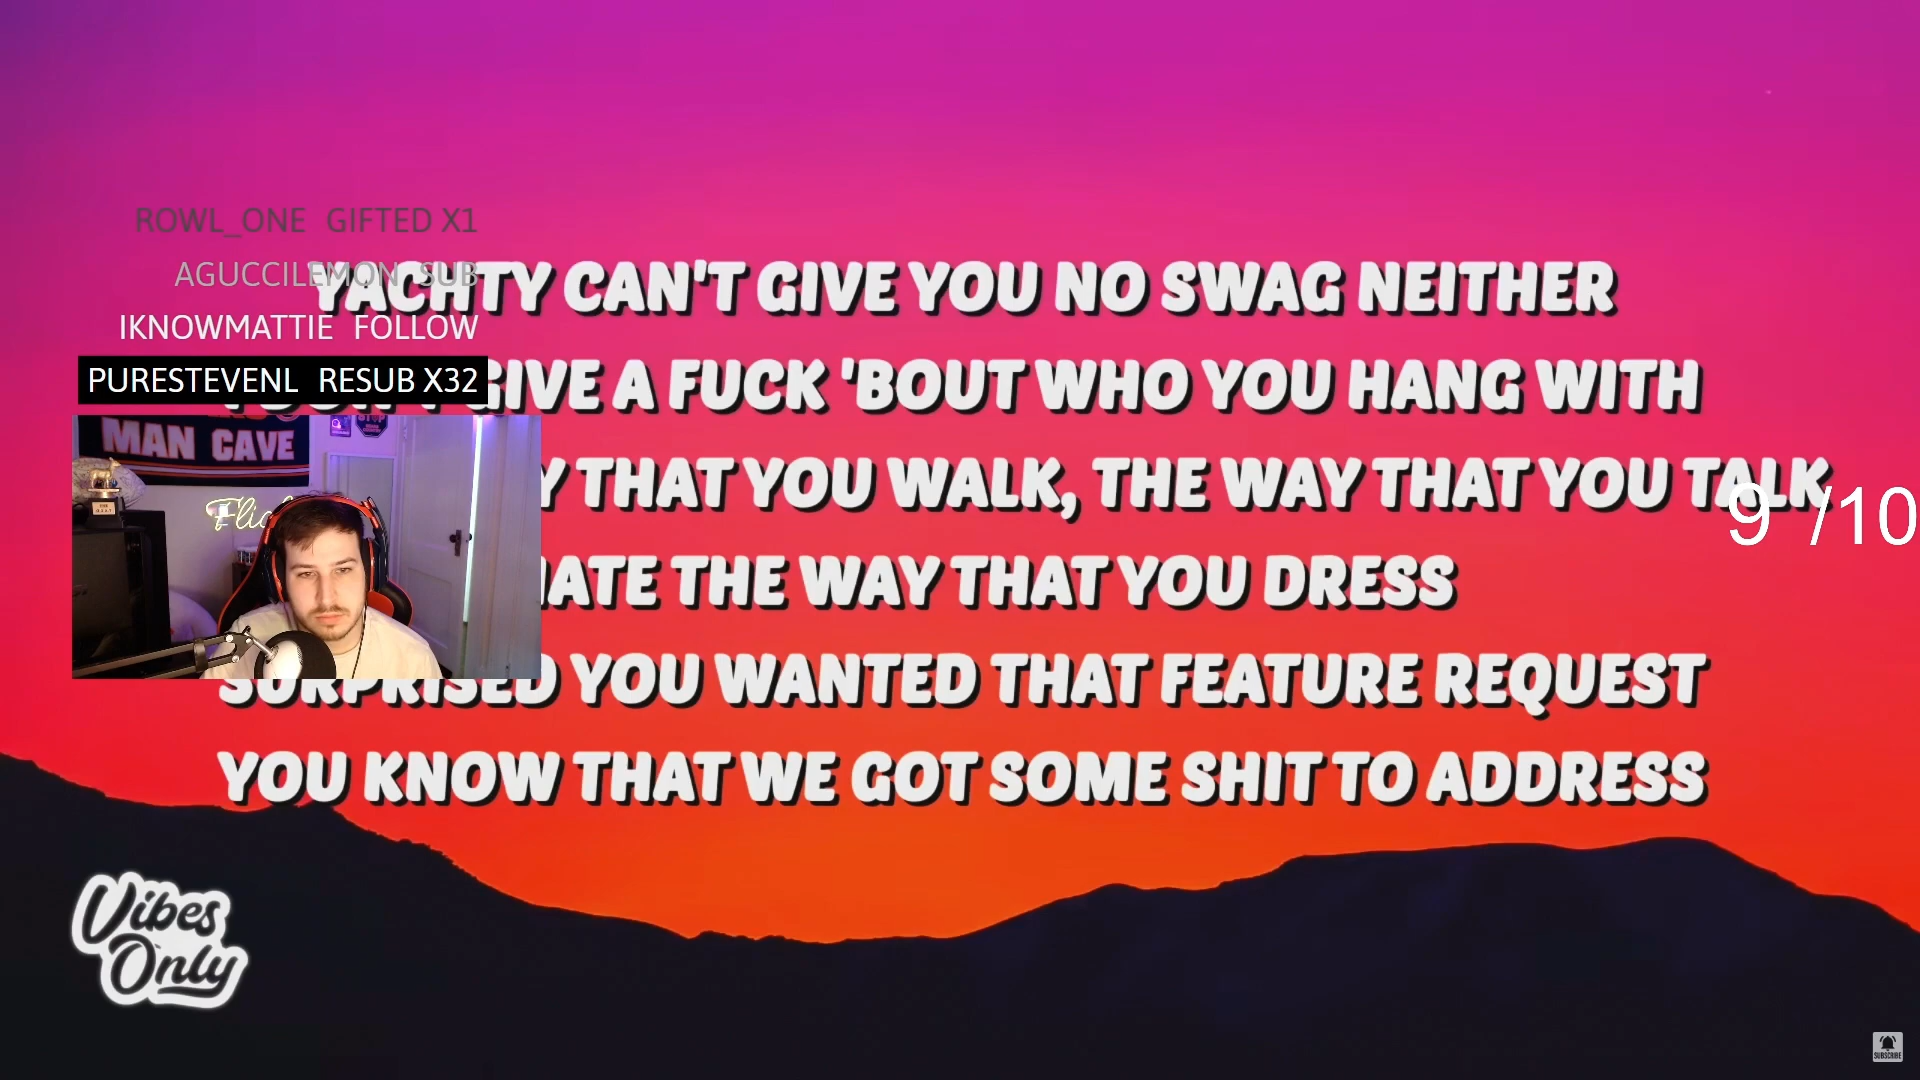 ROWL_ONE GIFTED X1
AGUCCILEMON SUB
YACHTY CAN'T GIVE YOU NO SWAG NEITHER
IKNOWMATTIE FOLLOW
PURESTEVENL RESUB X32
GIVE A FUCK 'BOUT WHO YOU HANG WITH
MAN CAVE
THAT YOU WALK, THE WAY THAT YOU TALK
9 /10
THE WAY THAT YOU DRESS
SURPRISED YOU WANTED THAT FEATURE REQUEST
YOU KNOW THAT WE GOT SOME SHIT TO ADDRESS
Vibes
Only
SUBSCRIBE